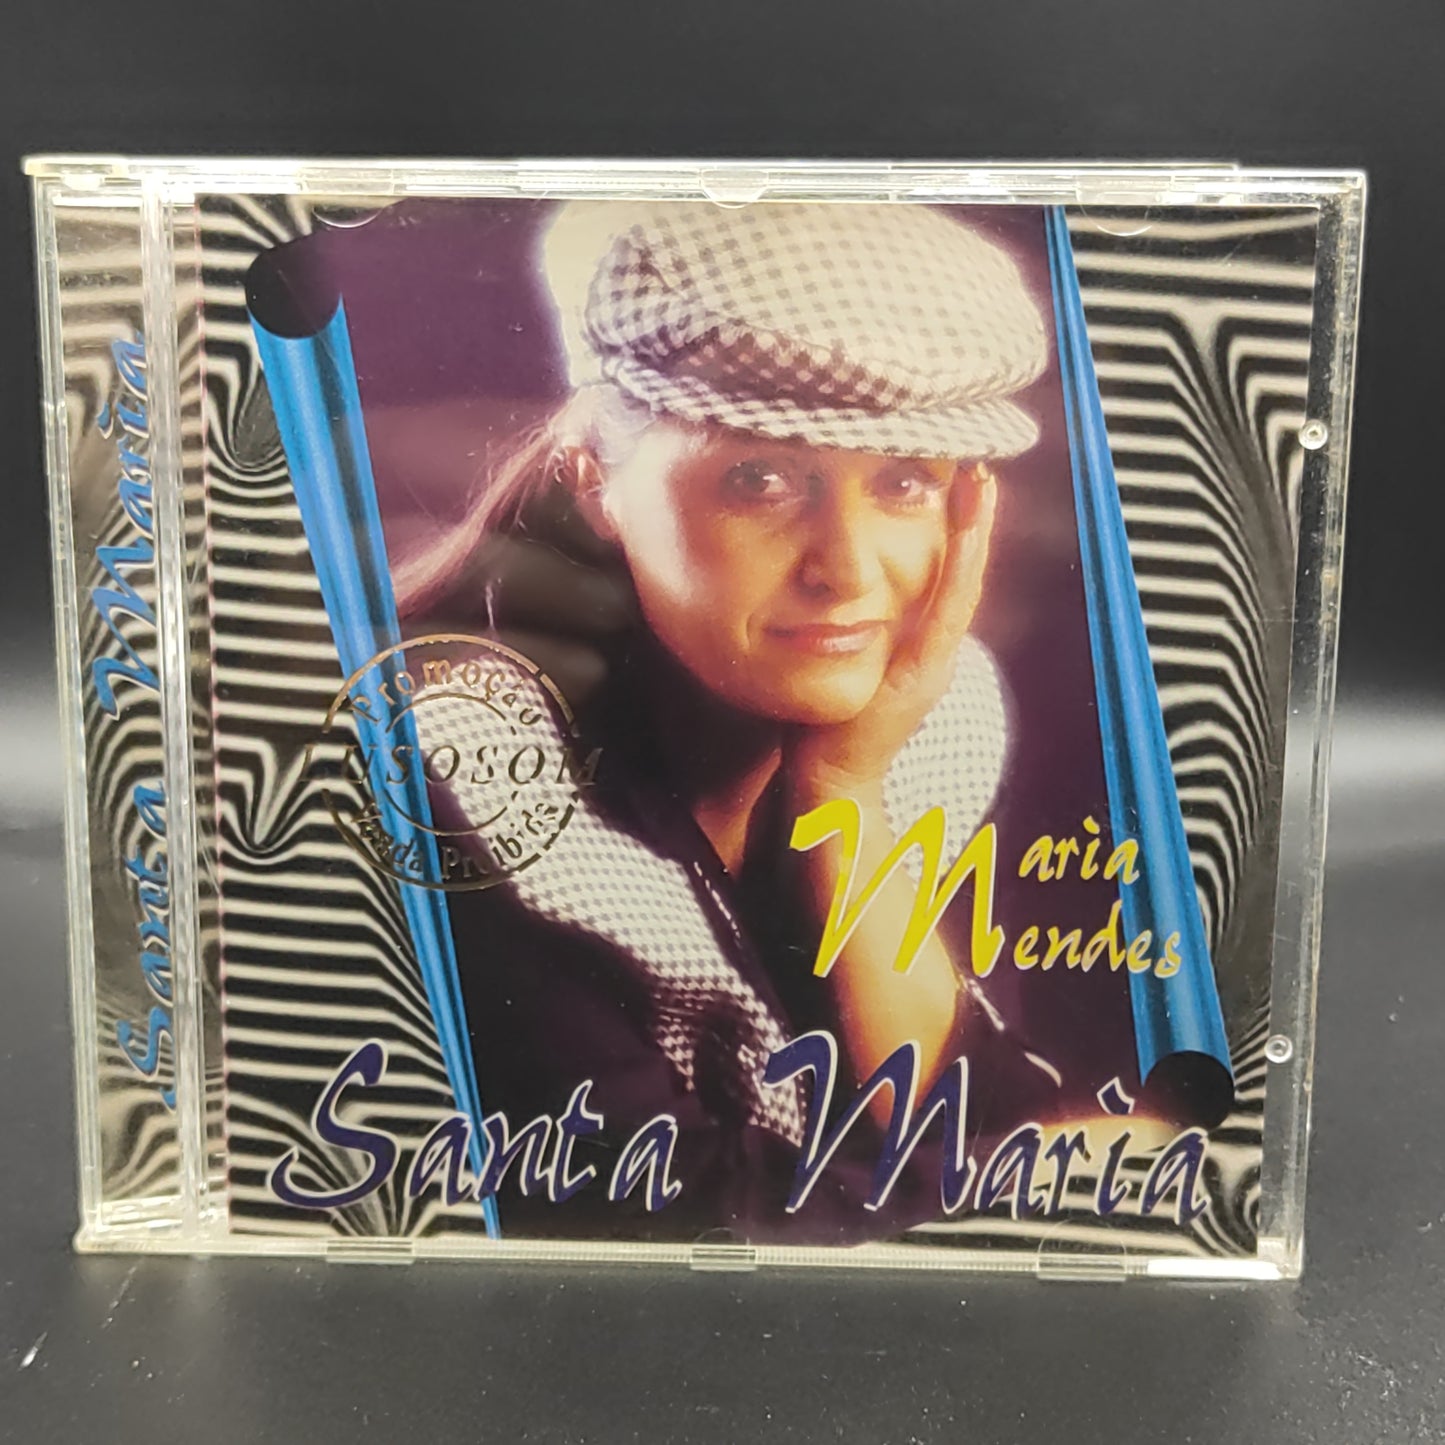 Santa Maria
Promoção
LUSOSOM
Venda Proibida
Maria
Mendes
Santa Maria